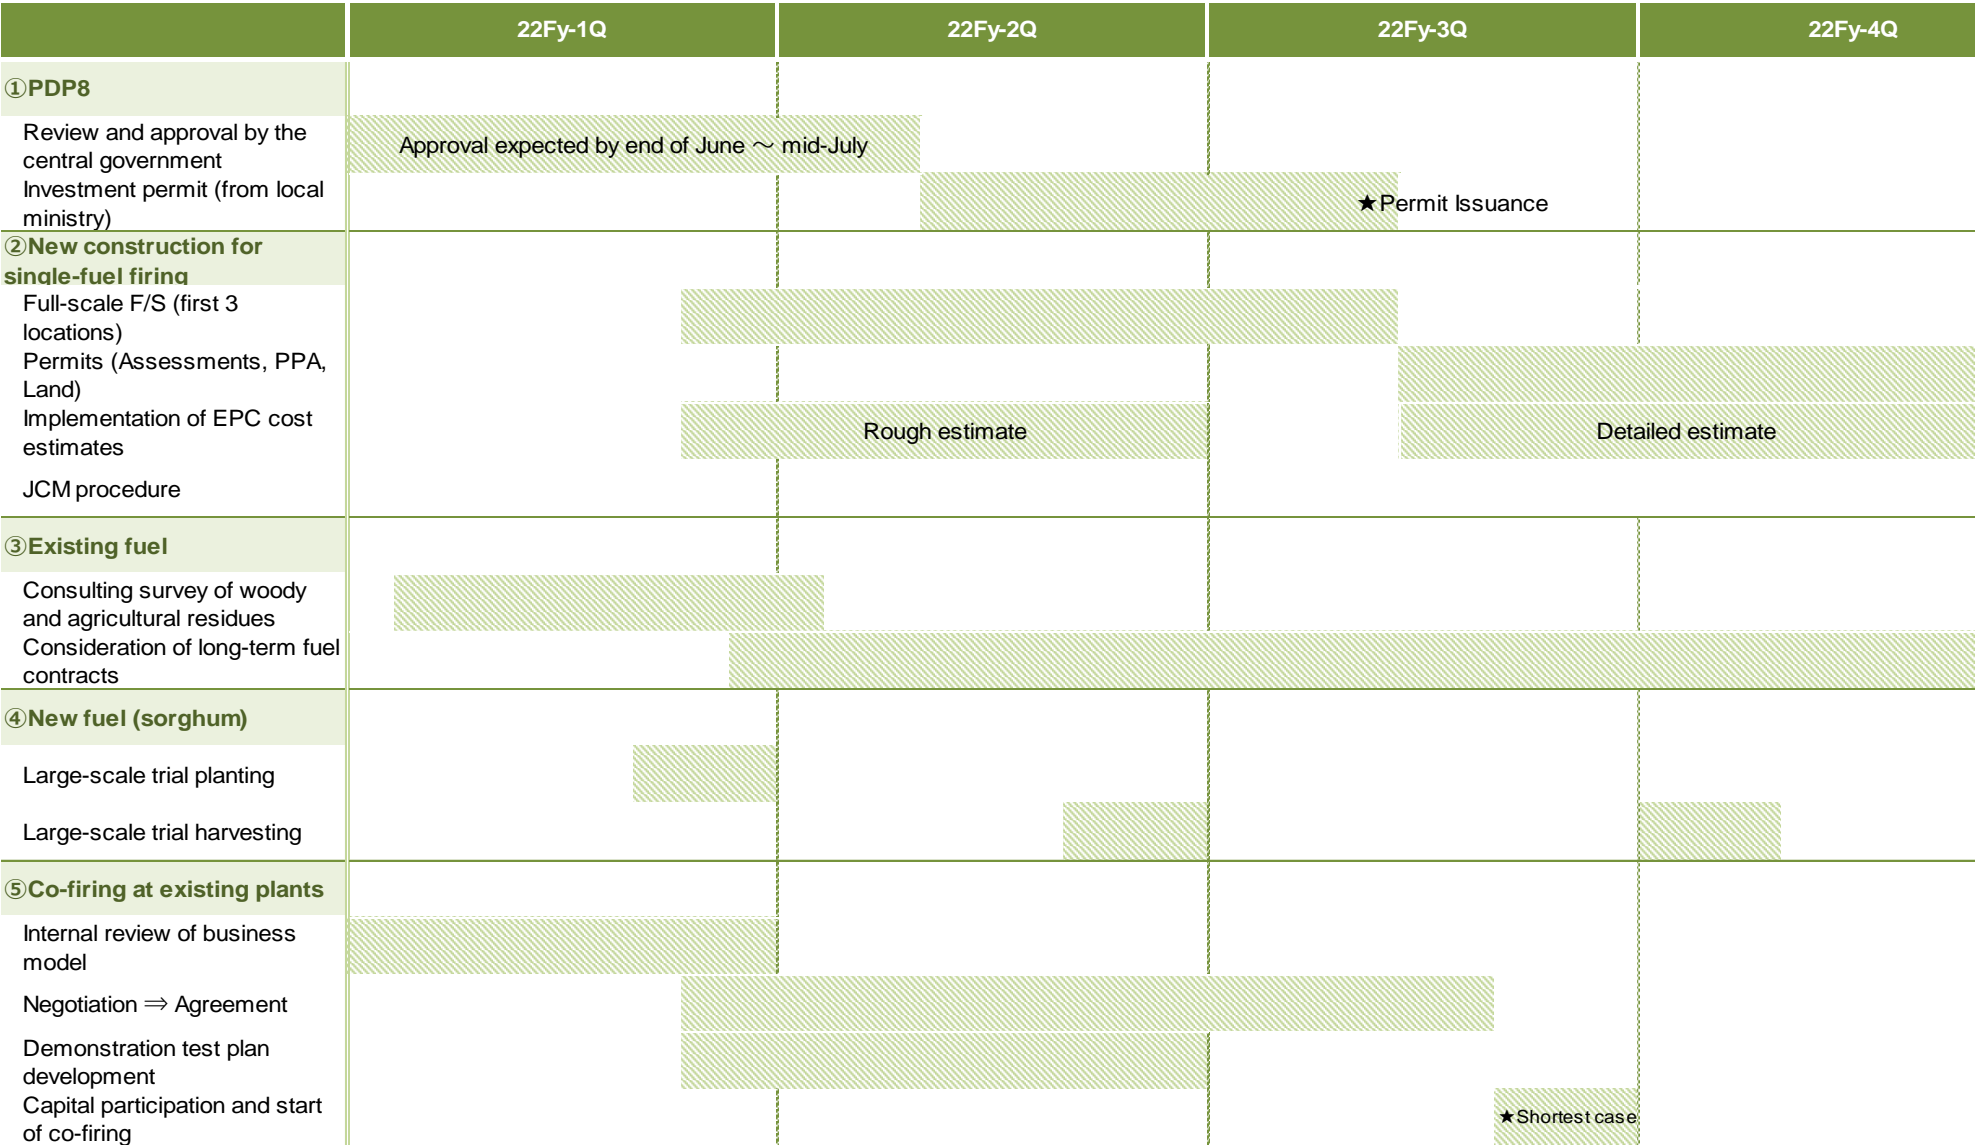 22Fy-1Q
22Fy-2Q
22Fy-3Q
22Fy-4Q
①PDP8
Review and approval by the
central government
Approval expected by end of June ～ mid-July
Investment permit (from local
ministry)
★Permit Issuance
②New construction for
single-fuel firing
Full-scale F/S (first 3
locations)
Permits (Assessments, PPA,
Land)
Implementation of EPC cost
estimates
Rough estimate
Detailed estimate
JCM procedure
③Existing fuel
Consulting survey of woody
and agricultural residues
Consideration of long-term fuel
contracts
④New fuel (sorghum)
Large-scale trial planting
Large-scale trial harvesting
⑤Co-firing at existing plants
Internal review of business
model
Negotiation ⇒ Agreement
Demonstration test plan
development
Capital participation and start
of co-firing
★Shortest case